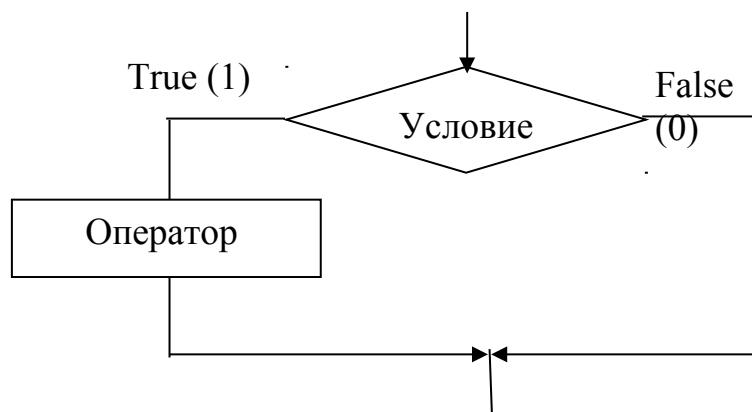 True (1)
False
(0)
Условие
Оператор